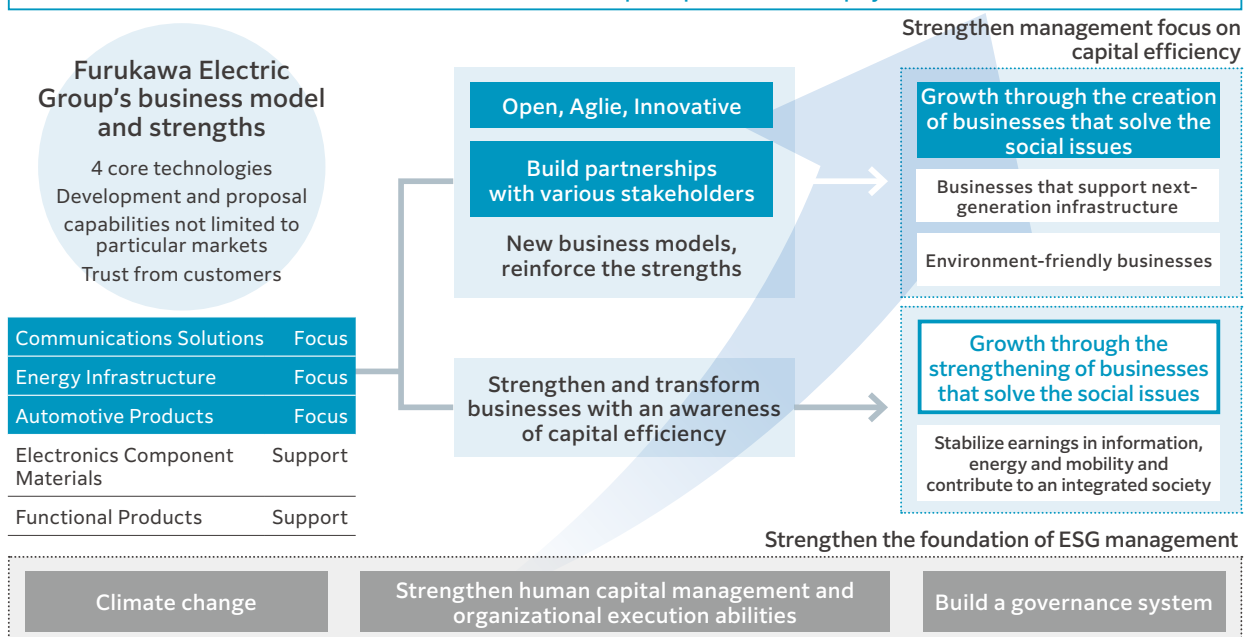 Strengthen management focus on
capital efficiency
Furukawa Electric
Group's business model
and strengths
4 core technologies
Development and proposal
capabilities not limited to
particular markets
Trust from customers
Communications Solutions Focus
Energy Infrastructure Focus
Automotive Products Focus
Electronics Component Support
Materials
Functional Products Support
Open, Aglie, Innovative
Build partnerships
with various stakeholders
New business models,
reinforce the strengths
Strengthen and transform
businesses with an awareness
of capital efficiency
Growth through the creation
of businesses that solve the
social issues
Businesses that support next-
generation infrastructure
Environment-friendly businesses
Growth through the
strengthening of businesses
that solve the social issues
Stabilize earnings in information,
energy and mobility and
contribute to an integrated society
Strengthen the foundation of ESG management
Climate change
Strengthen human capital management and
organizational execution abilities
Build a governance system